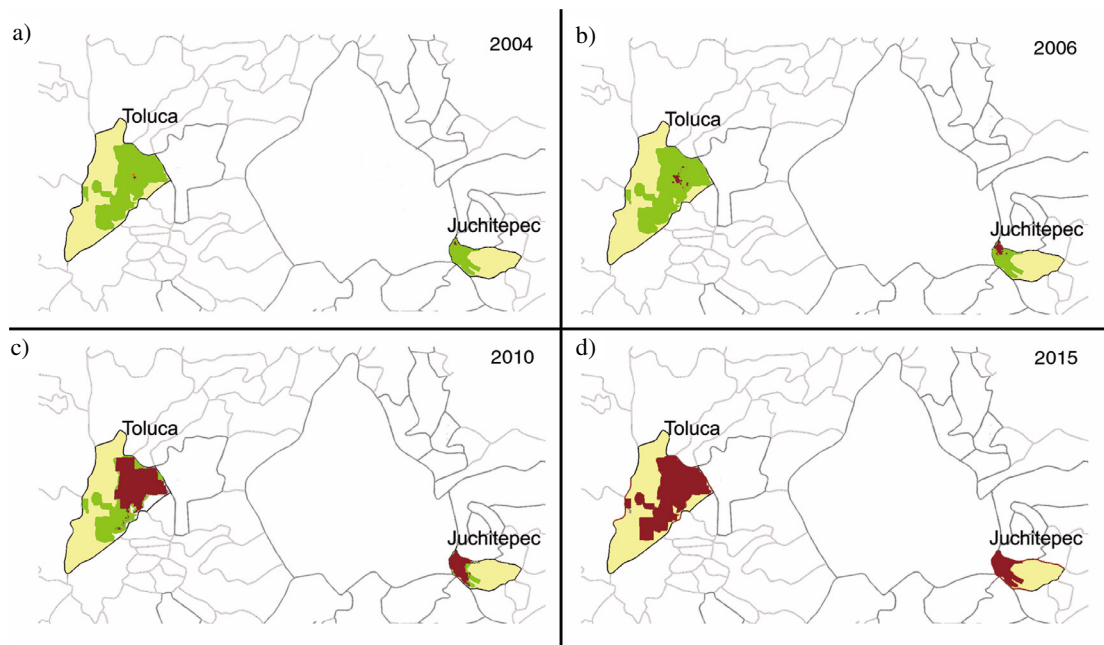 a)
2004
Toluca
Juchitepec
b)
2006
Toluca
Juchitepec
c)
2010
Toluca
Juchitepec
d)
2015
Toluca
Juchitepec